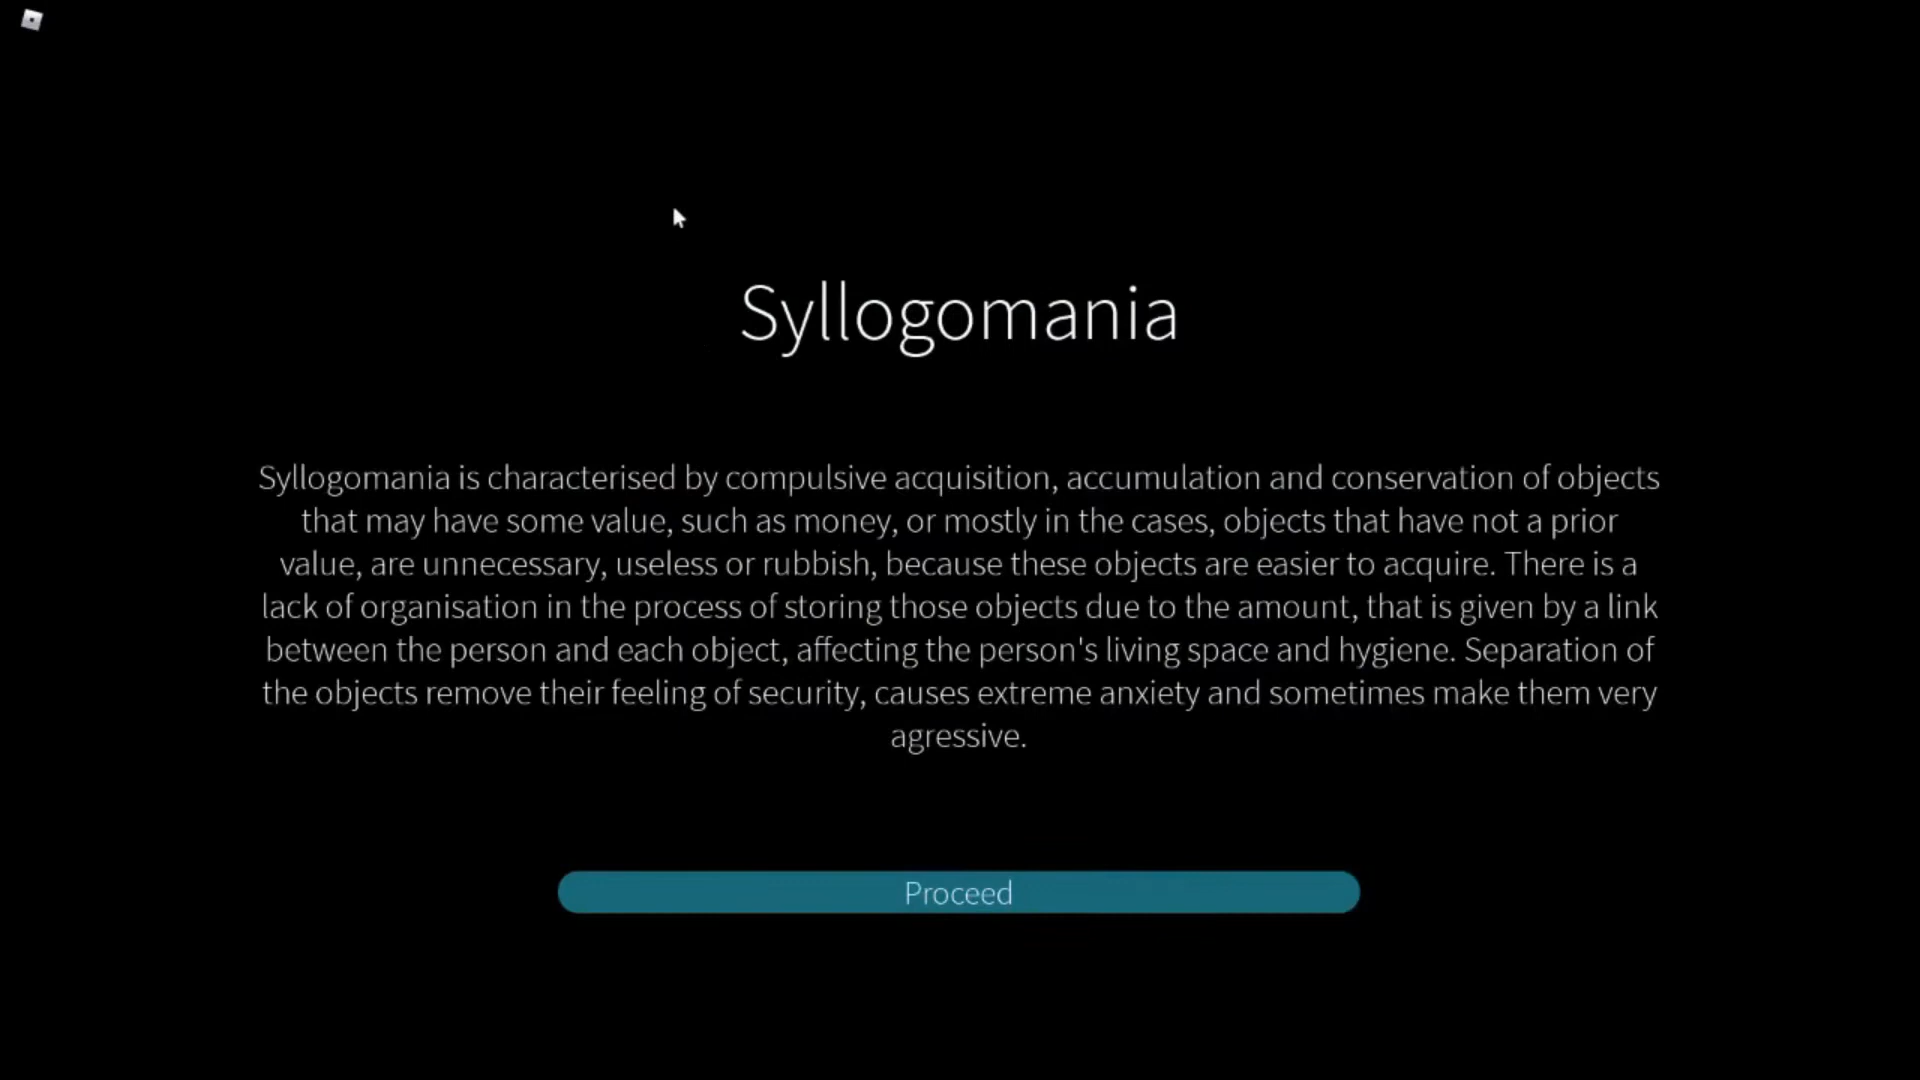 Syllogomania
Syllogomania is characterised by compulsive acquisition, accumulation and conservation of objects
that may have some value, such as money, or mostly in the cases, objects that have not a prior
value, are unnecessary, useless or rubbish, because these objects are easier to acquire. There is a
lack of organisation in the process of storing those objects due to the amount, that is given by a link
between the person and each object, affecting the person's living space and hygiene. Separation of
the objects remove their feeling of security, causes extreme anxiety and sometimes make them very
agressive.
Proceed